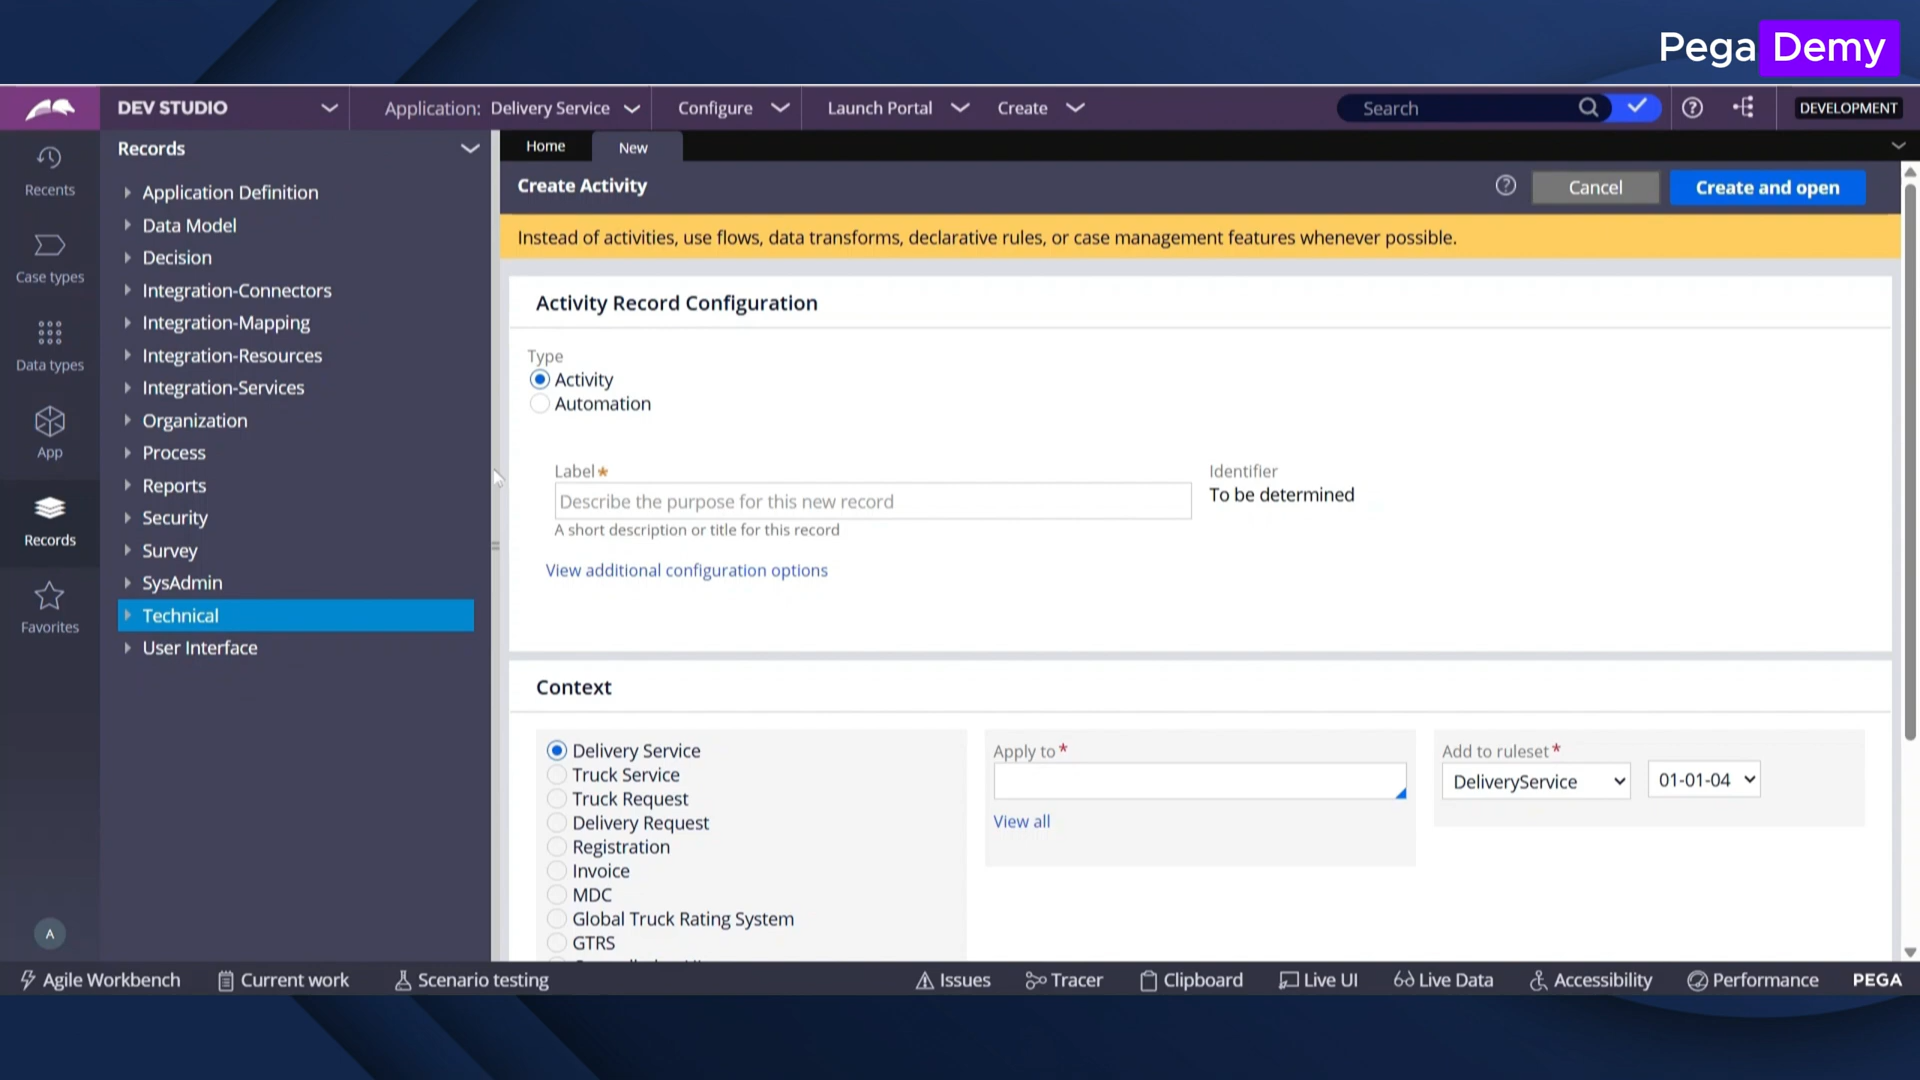 Pega Demy
DEV STUDIO
Application: Delivery Service
Configure
Launch Portal
Create
Search
DEVELOPMENT
Recents
Case types
Data types
App
Records
Favorites
A
Records
Application Definition
Data Model
Decision
Integration-Connectors
Integration-Mapping
Integration-Resources
Integration-Services
Organization
Process
Reports
Security
Survey
SysAdmin
Technical
User Interface
Home
New
Create Activity
Cancel
Create and open
Instead of activities, use flows, data transforms, declarative rules, or case management features whenever possible.
Activity Record Configuration
Type
Activity
Automation
Label*
Describe the purpose for this new record
A short description or title for this record
Identifier
To be determined
View additional configuration options
Context
Delivery Service
Truck Service
Truck Request
Delivery Request
Registration
Invoice
MDC
Global Truck Rating System
GTRS
Apply to *
View all
Add to ruleset *
DeliveryService
01-01-04
Agile Workbench
Current work
Scenario testing
Issues
Tracer
Clipboard
Live UI
Live Data
Accessibility
Performance
PEGA